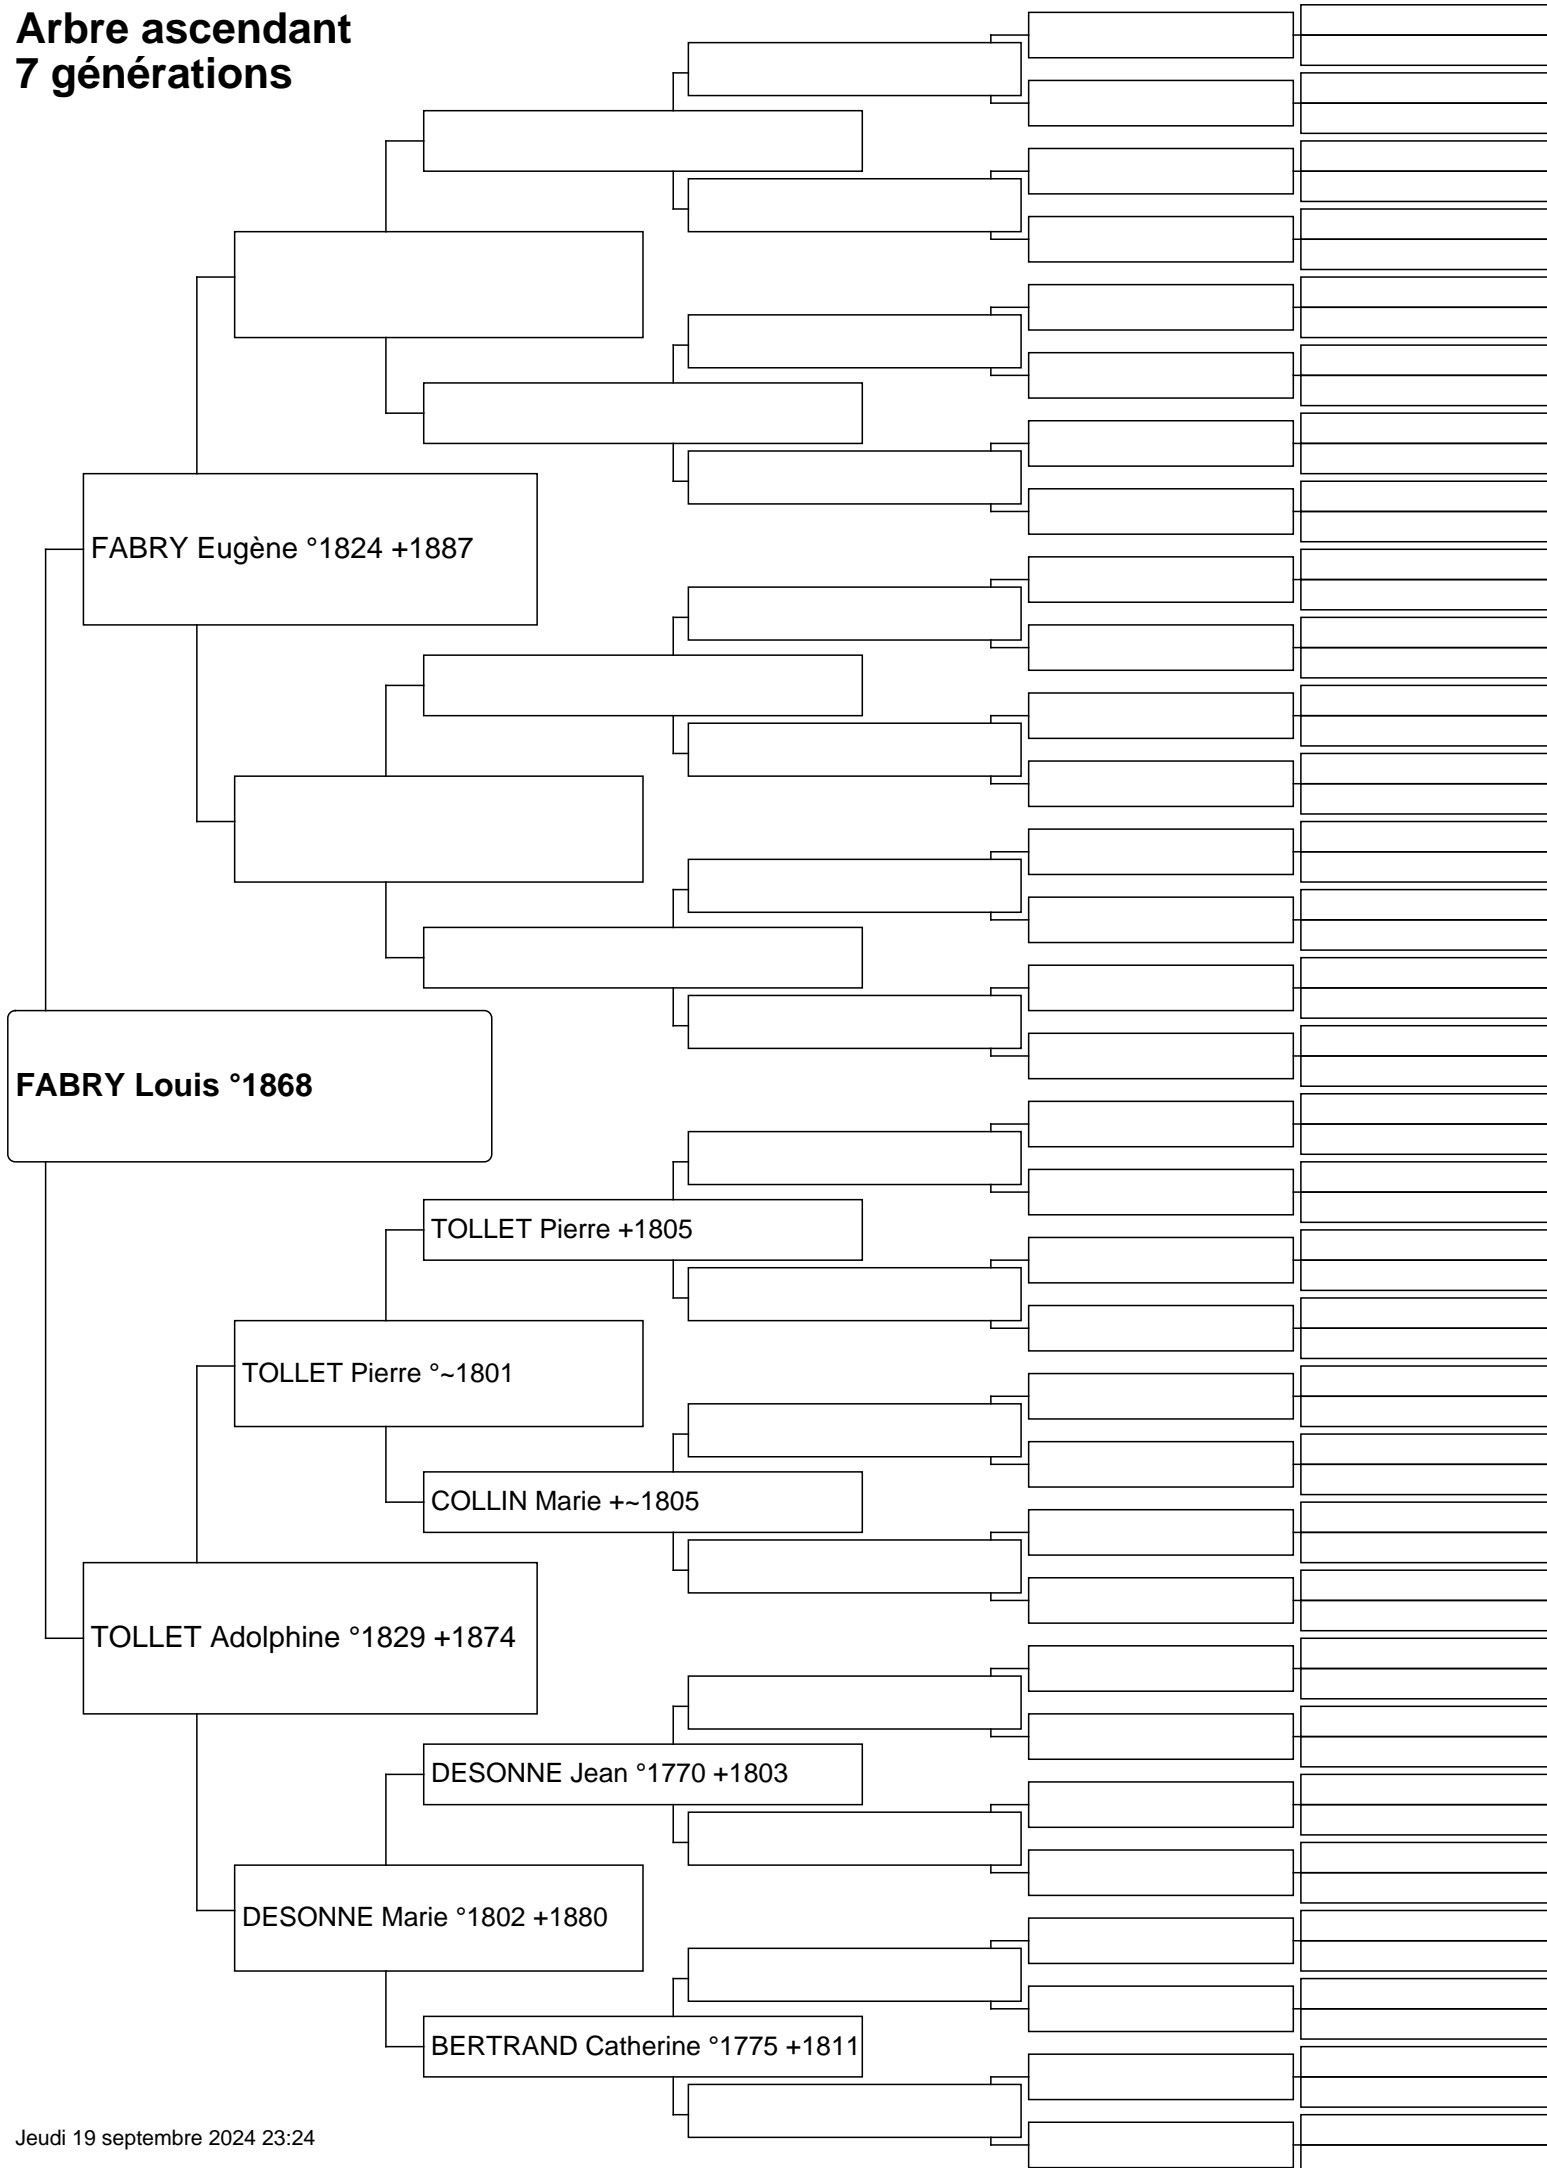 Arbre ascendant
7 générations
FABRY Eugène °1824 +1887
FABRY Louis °1868
TOLLET Pierre +1805
TOLLET Pierre °~1801
COLLIN Marie +~1805
TOLLET Adolphine °1829 +1874
DESONNE Jean °1770 +1803
DESONNE Marie °1802 +1880
BERTRAND Catherine °1775 +1811
Jeudi 19 septembre 2024 23:24